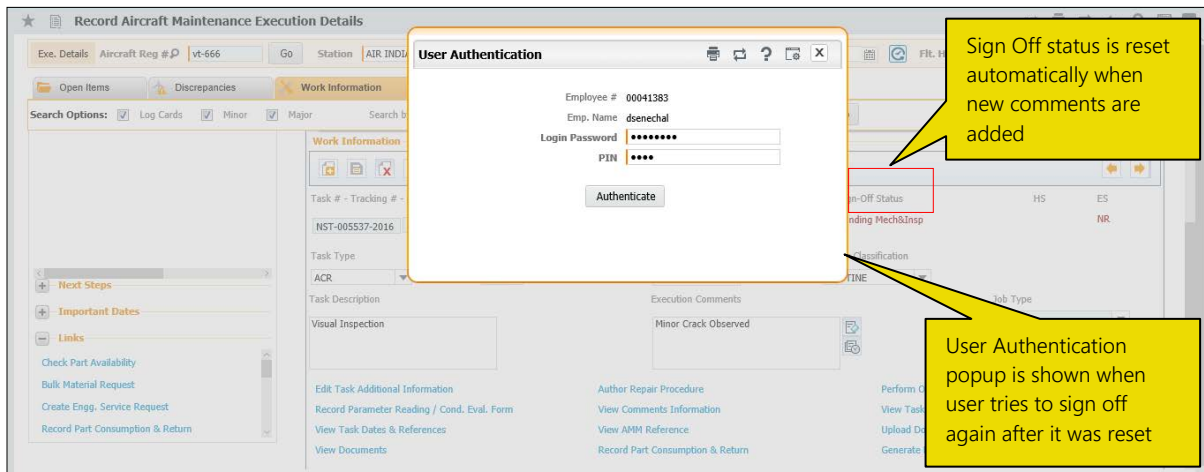 Record Aircraft Maintenance Execution Details
Exe. Details Aircraft Reg # vt-666 Go Station AIR INDIA
Flt. H
Open Items Discrepancies Work Information
Search Options: Log Cards Minor Major Search b
User Authentication
Employee # 00041383
Emp. Name dsenechal
Login Password ••••••••
PIN ••••
Authenticate
Work Information
Task # - Tracking # -
n-Off Status HS ES
NST-005537-2016
nding Mech&Insp NR
Task Type
Classification
ACR
TINE
Task Description Execution Comments Job Type
Visual Inspection Minor Crack Observed
Next Steps
Important Dates
Links
Check Part Availability
Bulk Material Request
Create Engg. Service Request
Record Part Consumption & Return
Edit Task Additional Information Author Repair Procedure Perform O
Record Parameter Reading / Cond. Eval. Form View Comments Information View Task
View Task Dates & References View AMM Reference Upload Do
View Documents Record Part Consumption & Return Generate
Sign Off status is reset
automatically when
new comments are
added
User Authentication
popup is shown when
user tries to sign off
again after it was reset